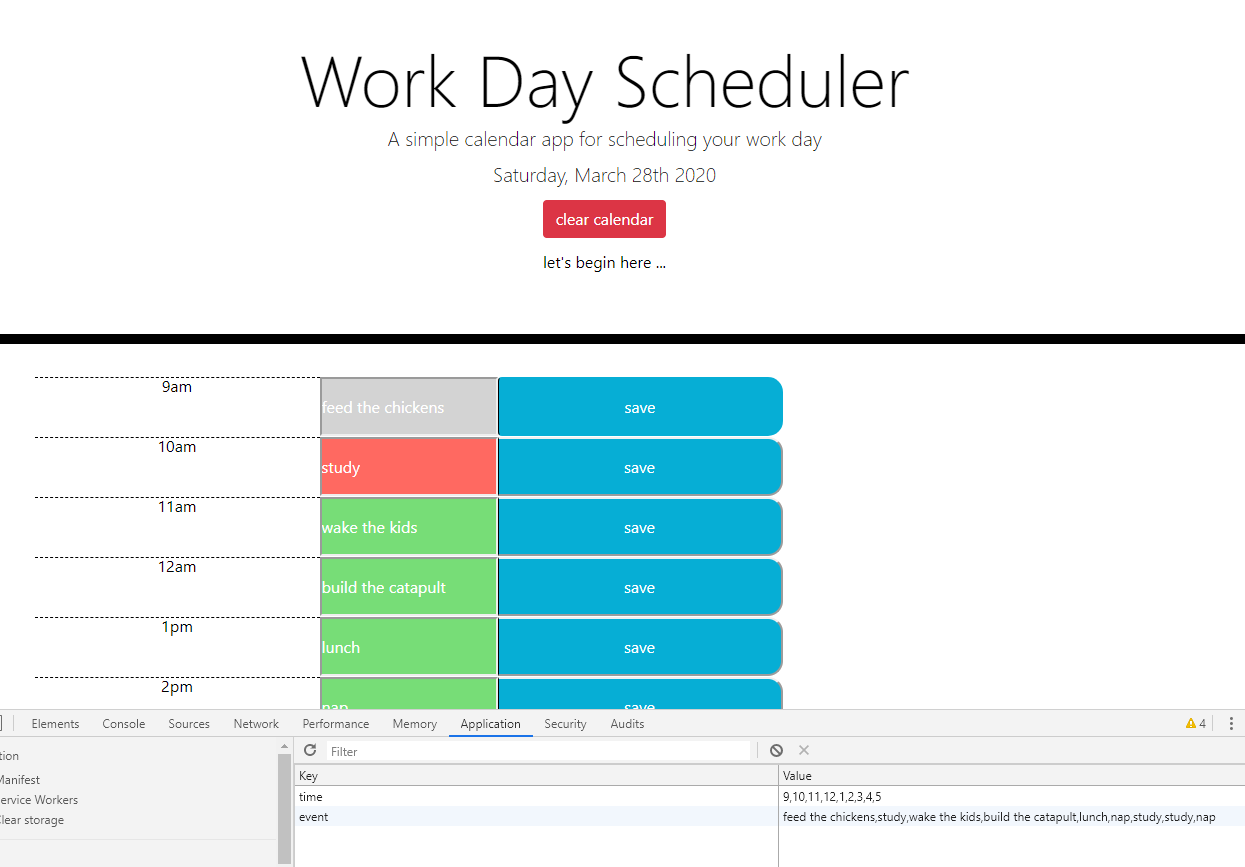 Work Day Scheduler
A simple calendar app for scheduling your work day
Saturday, March 28th 2020
clear calendar
let's begin here ...
9am feed the chickens save
10am study save
11am wake the kids save
12am build the catapult save
1pm lunch save
2pm nap save
Elements Console Sources Network Performance Memory Application Security Audits 4
tion
Manifest
ervice Workers
lear storage
Filter
Key Value
time 9,10,11,12,1,2,3,4,5
event feed the chickens,study,wake the kids,build the catapult,lunch,nap,study,study,nap